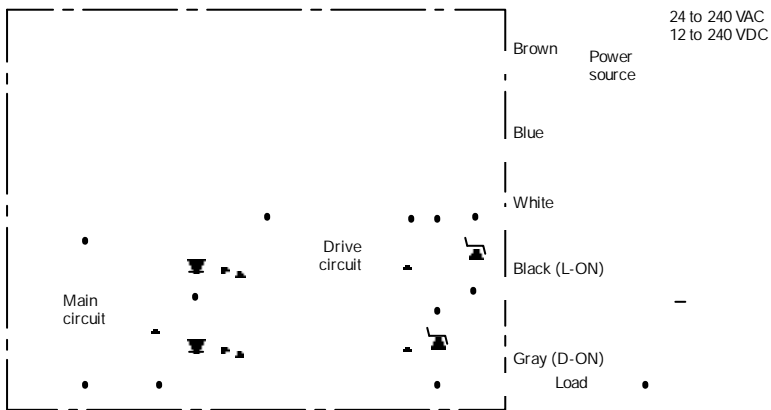 24 to 240 VAC
12 to 240 VDC
Brown
Power
source
Blue
White
Drive
circuit
Black (L-ON)
Main
circuit
Gray (D-ON)
Load